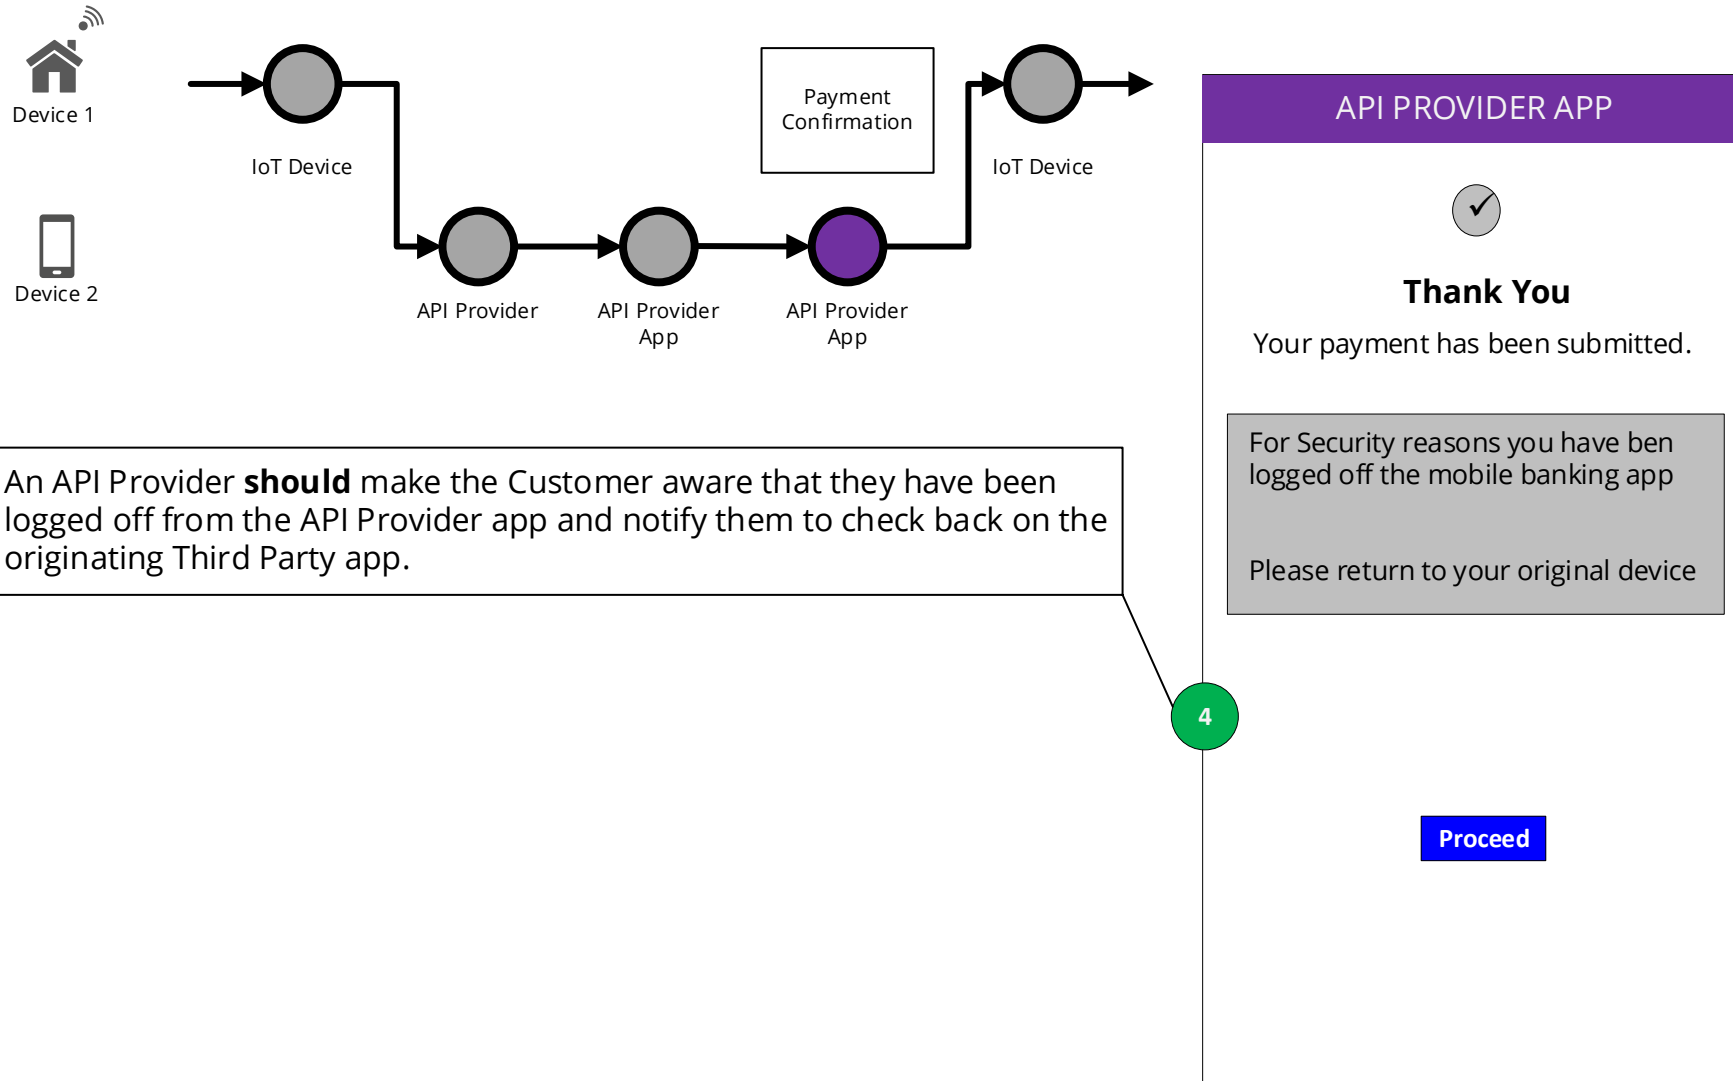 Device 1
IoT Device
Payment
Confirmation
IoT Device
Device 2
API Provider
API Provider
App
API Provider
App
An API Provider should make the Customer aware that they have been
logged off from the API Provider app and notify them to check back on the
originating Third Party app.
API PROVIDER APP
Thank You
Your payment has been submitted.
For Security reasons you have ben
logged off the mobile banking app
Please return to your original device
4
Proceed